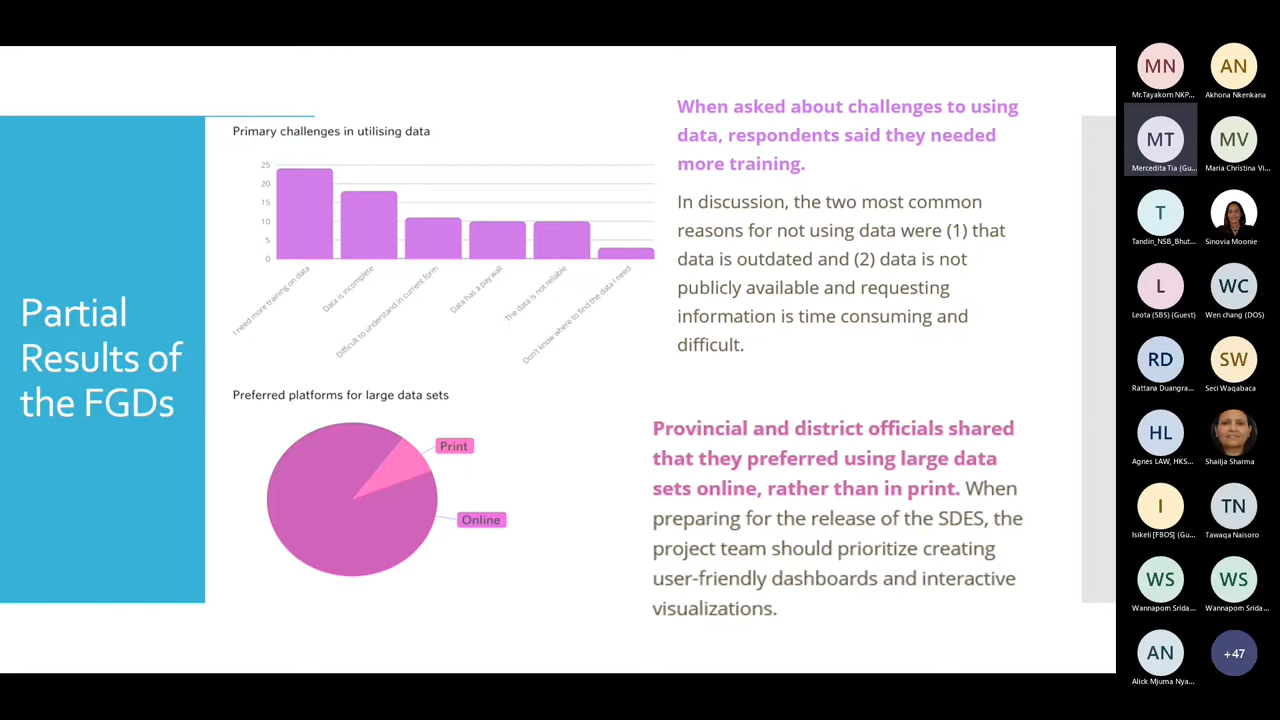 Partial
Results of
the FGDs
Primary challenges in utilising data
25
20
15
10
5
0
I need more training on data
Data is incomplete
Difficult to understand in current form
Data has a pay wall
The data is not reliable
Don't know where to find the data I need
Preferred platforms for large data sets
Print
Online
When asked about challenges to using
data, respondents said they needed
more training.
In discussion, the two most common
reasons for not using data were (1) that
data is outdated and (2) data is not
publicly available and requesting
information is time consuming and
difficult.
Provincial and district officials shared
that they preferred using large data
sets online, rather than in print. When
preparing for the release of the SDES, the
project team should prioritize creating
user-friendly dashboards and interactive
visualizations.
MN
Mr.Tayakorn NKP...
AN
Akhona Nkenkana
MT
Mercedita Tia (Gu...
MV
Maria Christina Vi...
T
Tandin_NSB_Bhut...
Sinovia Moonie
L
Leota (SBS) (Guest)
WC
Wen chang (DOS)
RD
Rattana Duangra...
SW
Seci Waqabaca
HL
Agnes LAW, HKS...
Shailja Sharma
I
Isikeli [FBOS] (Gu...
TN
Tawaqa Naisoro
WS
Wannapom Srida...
WS
Wannapom Srida...
AN
Alick Mjuma Nya...
+47